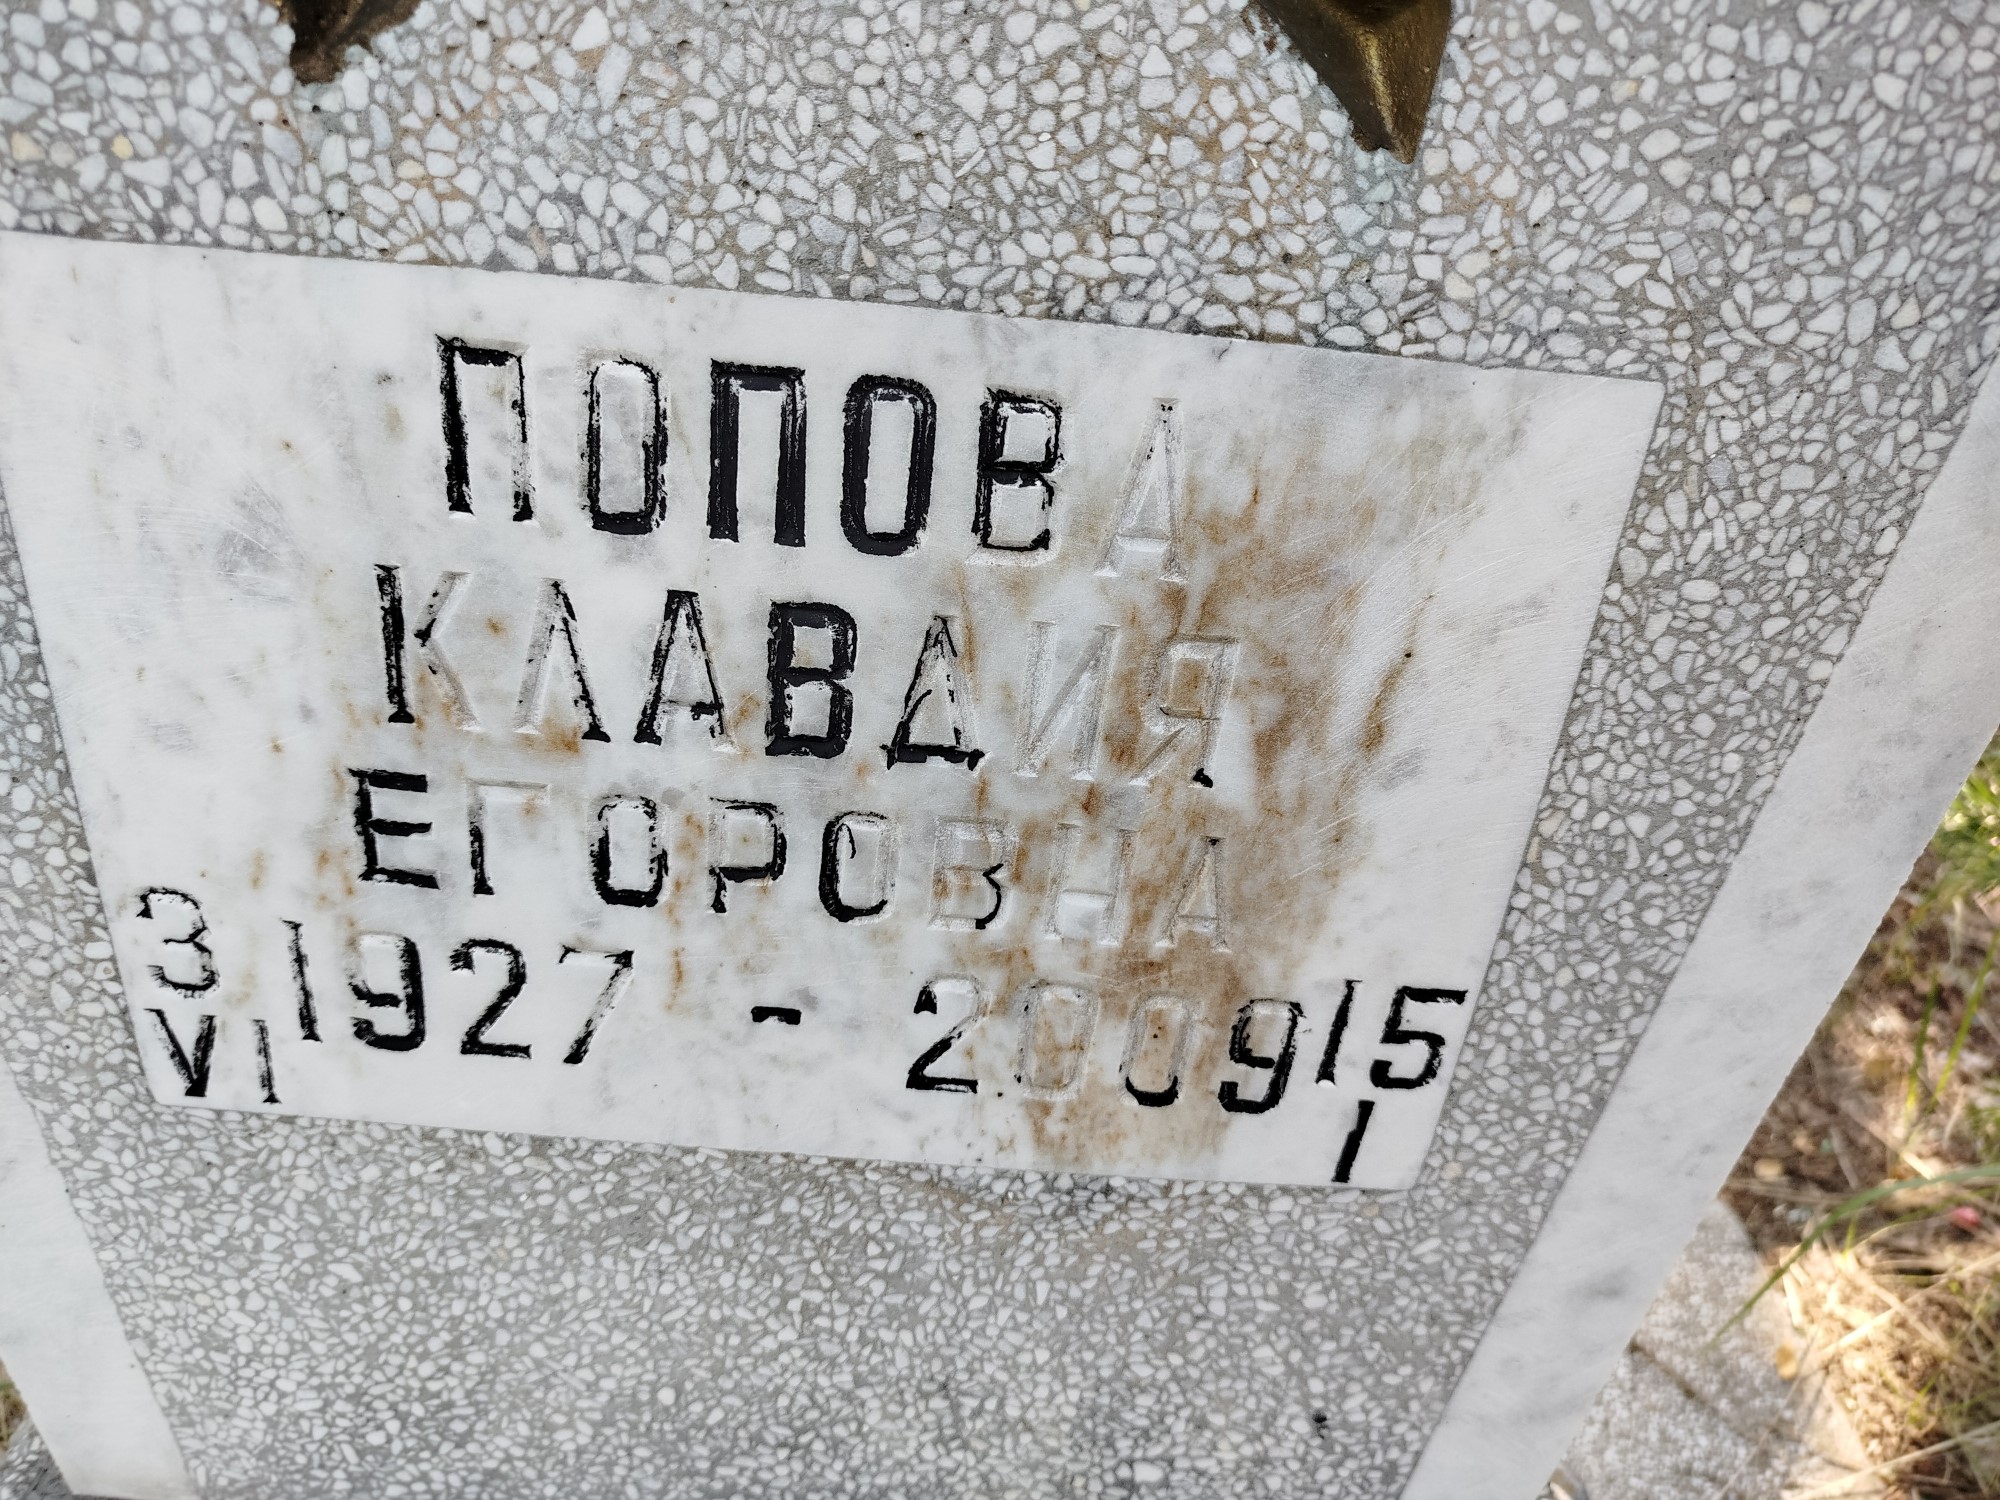 ПОПОВА
КЛАВДИЯ
ЕГОРОВНА
3 1927 - 2009 15
VI I